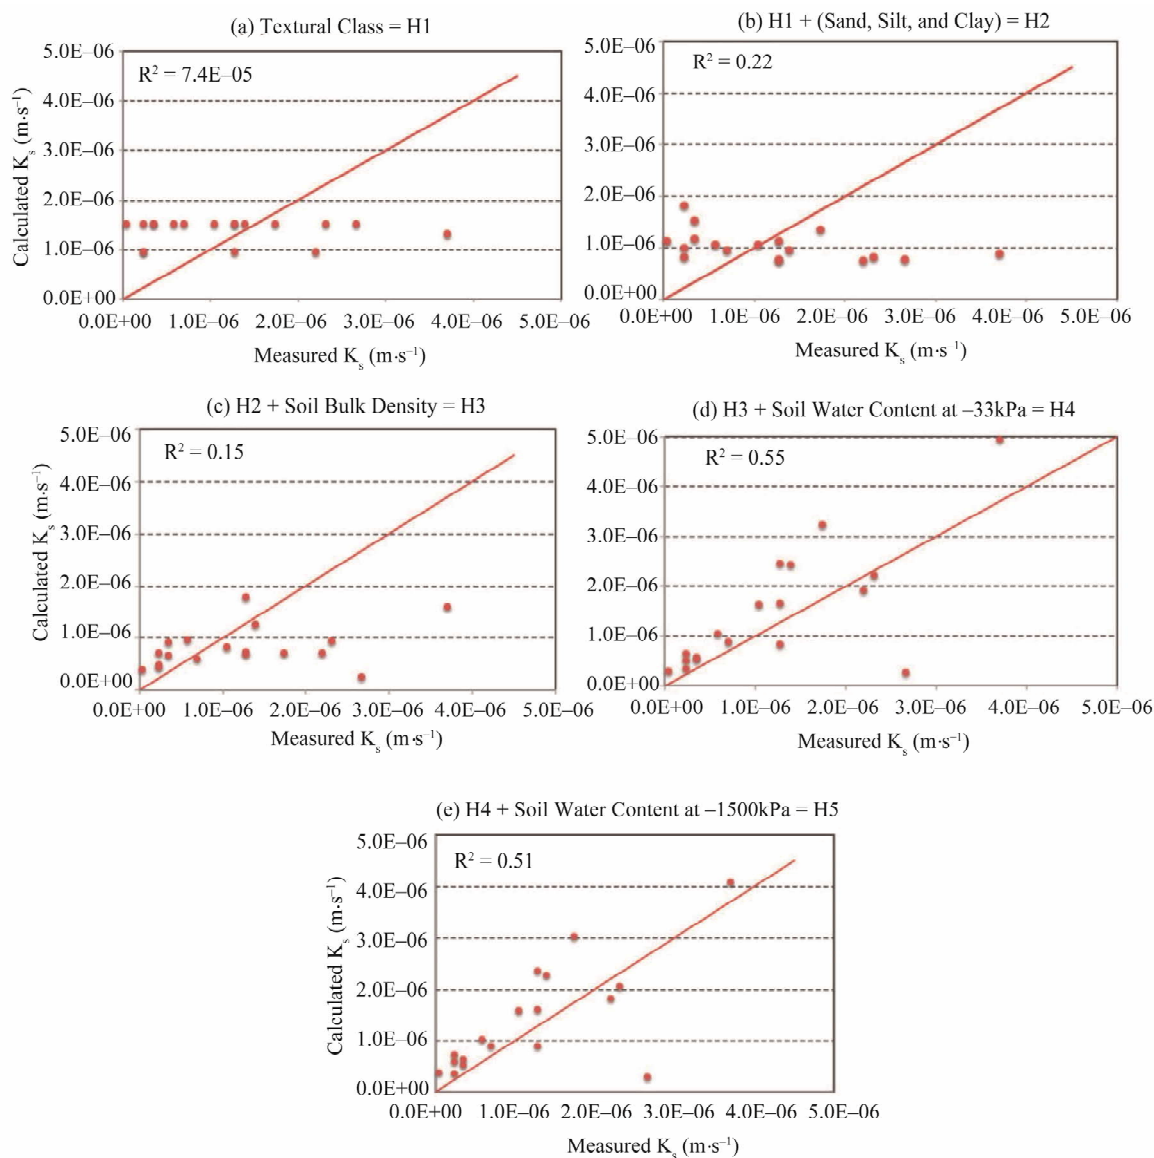 (a) Textural Class = H1
R² = 7.4E–05
Calculated Kₛ (m·s⁻¹)
5.0E–06
4.0E–06
3.0E–06
2.0E–06
1.0E–06
0.0E+00
0.0E+00 1.0E–06 2.0E–06 3.0E–06 4.0E–06 5.0E–06
Measured Kₛ (m·s⁻¹)
(b) H1 + (Sand, Silt, and Clay) = H2
R² = 0.22
5.0E–06
4.0E–06
3.0E–06
2.0E–06
1.0E–06
0.0E+00
0.0E+00 1.0E–06 2.0E–06 3.0E–06 4.0E–06 5.0E–06
Measured Kₛ (m·s⁻¹)
(c) H2 + Soil Bulk Density = H3
R² = 0.15
Calculated Kₛ (m·s⁻¹)
5.0E–06
4.0E–06
3.0E–06
2.0E–06
1.0E–06
0.0E+00
0.0E+00 1.0E–06 2.0E–06 3.0E–06 4.0E–06 5.0E–06
Measured Kₛ (m·s⁻¹)
(d) H3 + Soil Water Content at –33kPa = H4
R² = 0.55
5.0E–06
4.0E–06
3.0E–06
2.0E–06
1.0E–06
0.0E+00
0.0E+00 1.0E–06 2.0E–06 3.0E–06 4.0E–06 5.0E–06
Measured Kₛ (m·s⁻¹)
(e) H4 + Soil Water Content at –1500kPa = H5
R² = 0.51
Calculated Kₛ (m·s⁻¹)
5.0E–06
4.0E–06
3.0E–06
2.0E–06
1.0E–06
0.0E+00
0.0E+00 1.0E–06 2.0E–06 3.0E–06 4.0E–06 5.0E–06
Measured Kₛ (m·s⁻¹)